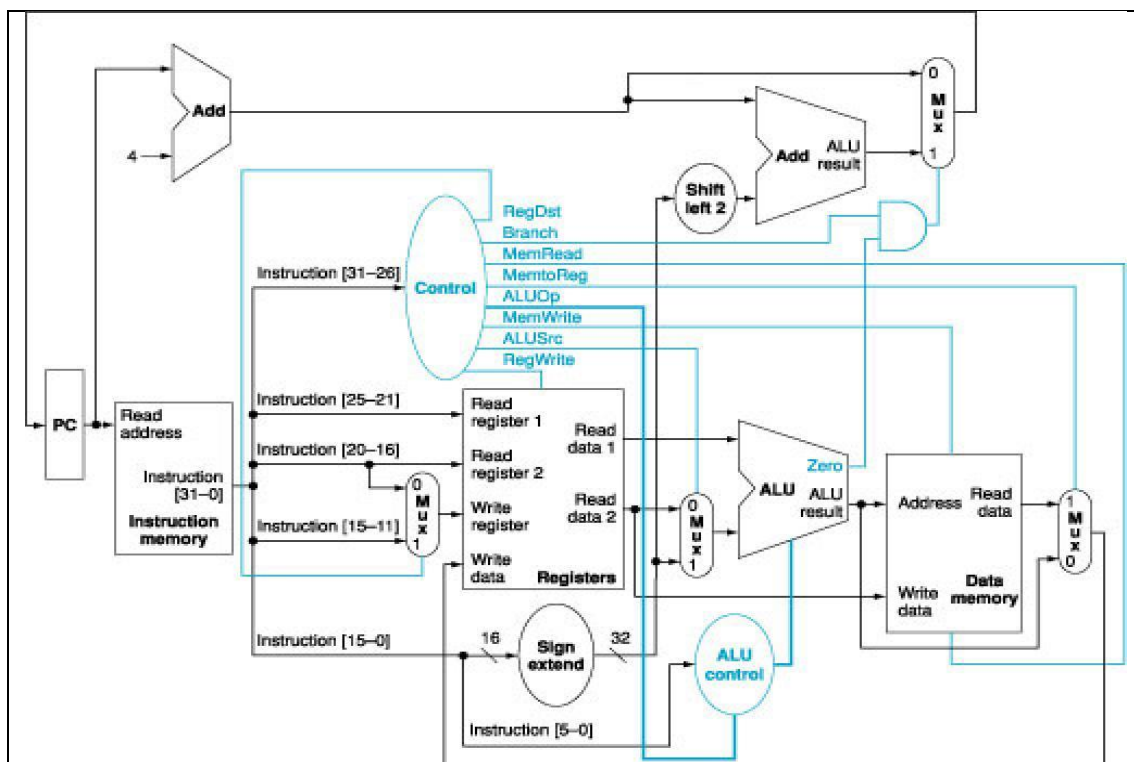 Add
4
0
Mux
1
Add
ALU
result
Shift
left 2
RegDst
Branch
MemRead
MemtoReg
ALUOp
MemWrite
ALUSrc
RegWrite
Control
Instruction [31–26]
PC
Read
address
Instruction
[31–0]
Instruction
memory
Instruction [25–21]
Instruction [20–16]
Instruction [15–11]
0
Mux
1
Read
register 1
Read
register 2
Write
register
Write
data
Read
data 1
Read
data 2
Registers
0
Mux
1
Zero
ALU
ALU
result
Address
Read
data
Write
data
Data
memory
1
Mux
0
Instruction [15–0]
16
Sign
extend
32
ALU
control
Instruction [5–0]